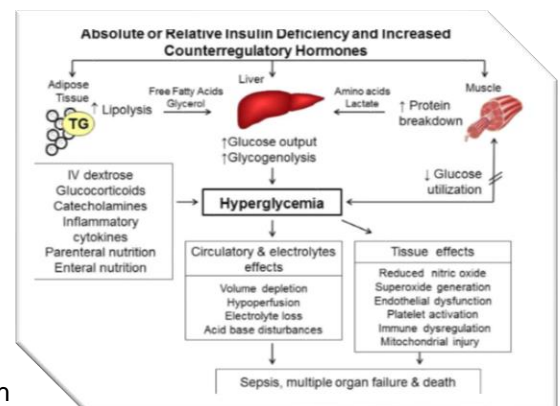 Absolute or Relative Insulin Deficiency and Increased
Counterregulatory Hormones
Adipose
Tissue
TG
↑ Lipolysis
Free Fatty Acids
Glycerol
Liver
Amino acids
Lactate
↑ Protein
breakdown
Muscle
↑Glucose output
↑Glycogenolysis
↓ Glucose
utilization
IV dextrose
Glucocorticoids
Catecholamines
Inflammatory
cytokines
Parenteral nutrition
Enteral nutrition
Hyperglycemia
Circulatory & electrolytes
effects
Volume depletion
Hypoperfusion
Electrolyte loss
Acid base disturbances
Tissue effects
Reduced nitric oxide
Superoxide generation
Endothelial dysfunction
Platelet activation
Immune dysregulation
Mitochondrial injury
Sepsis, multiple organ failure & death